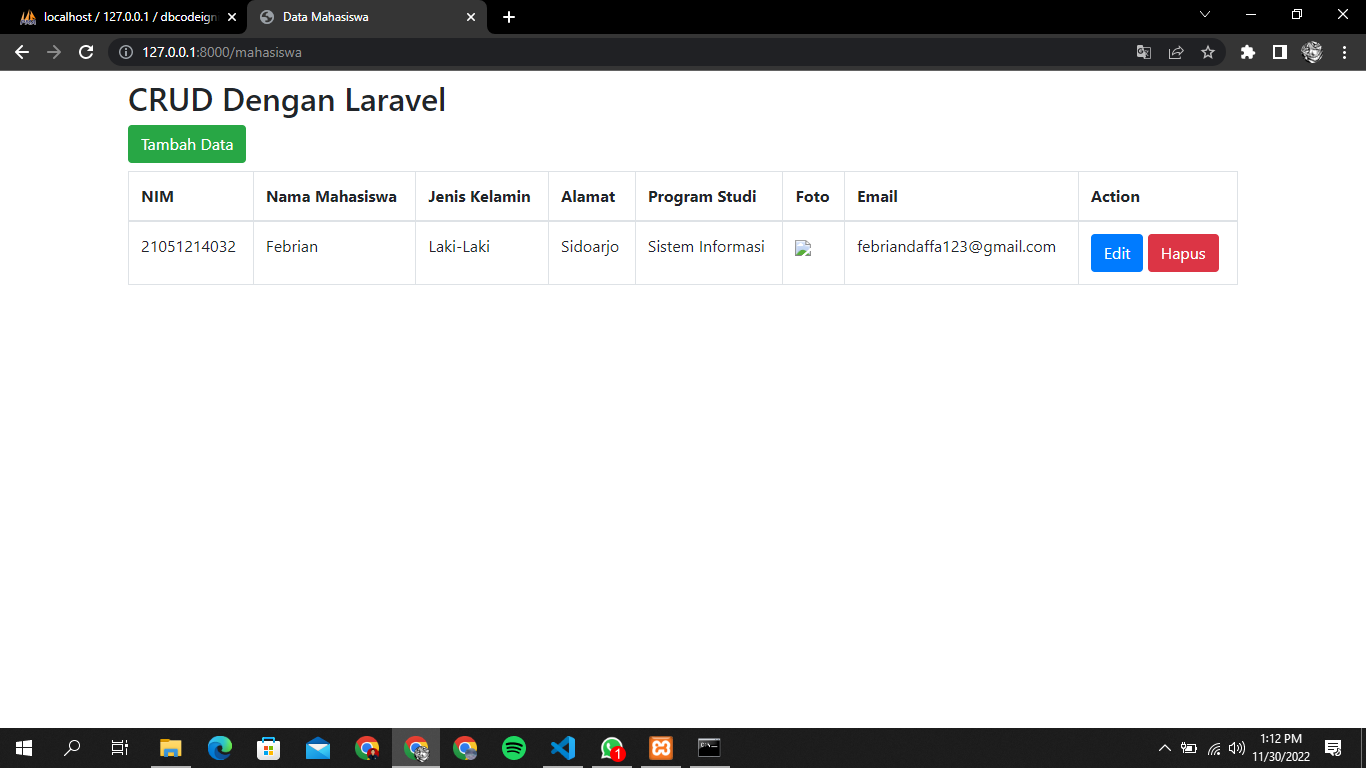 localhost / 127.0.0.1 / dbcodeign
Data Mahasiswa
127.0.0.1:8000/mahasiswa
CRUD Dengan Laravel
Tambah Data
NIM Nama Mahasiswa Jenis Kelamin Alamat Program Studi Foto Email Action
21051214032 Febrian Laki-Laki Sidoarjo Sistem Informasi febriandaffa123@gmail.com Edit Hapus
1
1:12 PM
11/30/2022